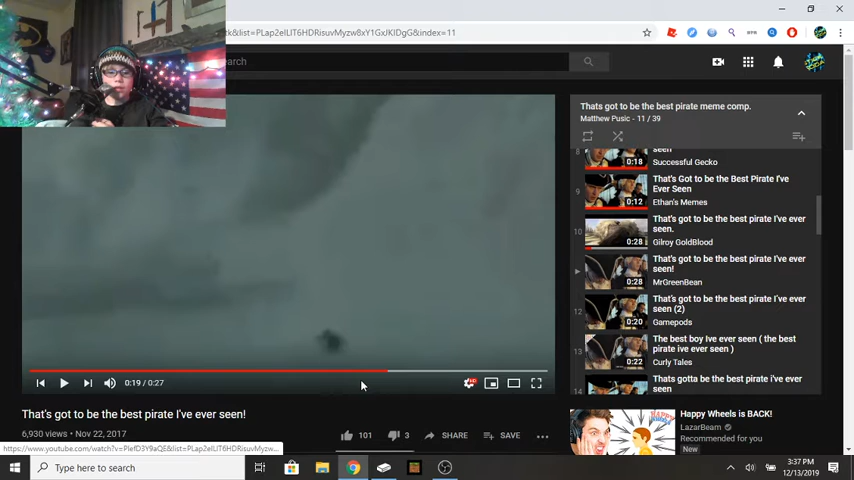 tk&list=PLap2elLIT6HDRisuvMyzw8xY1GxJKlDgG&index=11
earch
Thats got to be the best pirate meme comp.
Matthew Pusic - 11 / 39
8
seen
0:18
Successful Gecko
9
That's Got to Be the Best Pirate I've
Ever Seen
0:12
Ethan's Memes
10
That's got to be the best pirate I've ever
seen.
0:28
Gilroy GoldBlood
That's got to be the best pirate I've ever
seen!
0:28
MrGreenBean
12
That's got to be the best pirate I've ever
seen (2)
0:20
Gamepods
13
The best boy Ive ever seen ( the best
pirate ive ever seen )
0:22
Curly Tales
14
Thats gotta be the best pirate i've ever
seen
0:19 / 0:27
HD
That's got to be the best pirate I've ever seen!
6,930 views • Nov 22, 2017
101
3
SHARE
SAVE
Happy Wheels is BACK!
LazarBeam
Recommended for you
New
https://www.youtube.com/watch?v=PlefD3Y9aQE&list=PLap2elLIT6HDRisuvMyzw...
Type here to search
3:37 PM
12/13/2019